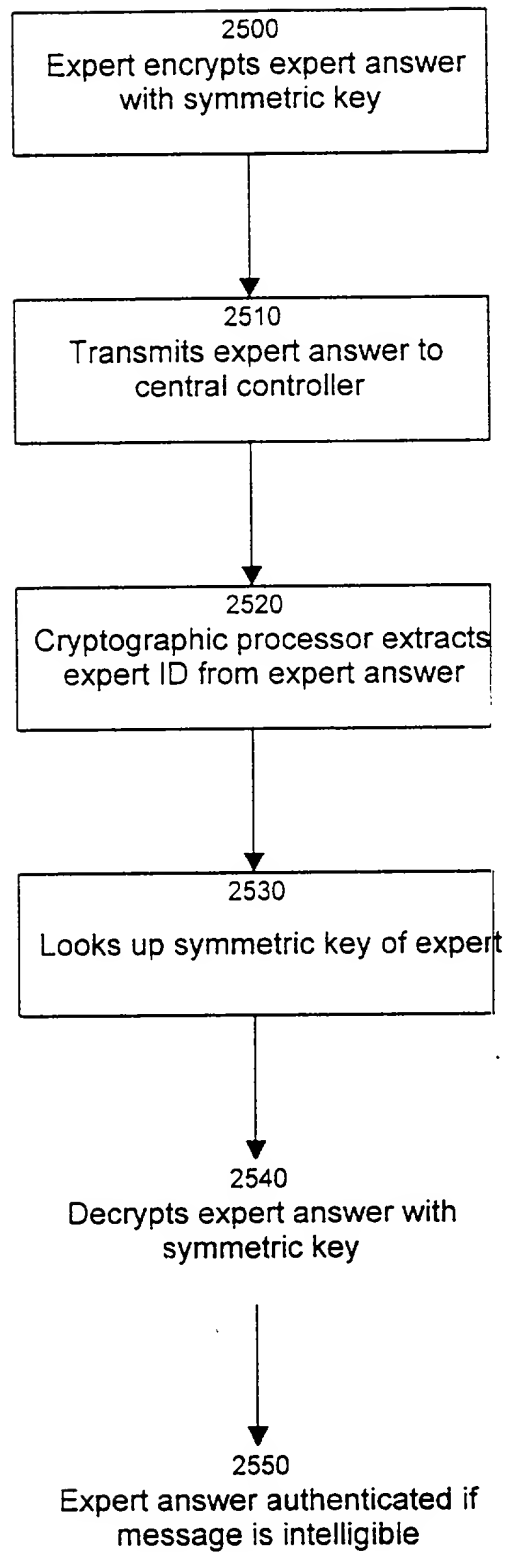 2500
Expert encrypts expert answer
with symmetric key
2510
Transmits expert answer to
central controller
2520
Cryptographic processor extracts
expert ID from expert answer
2530
Looks up symmetric key of expert
2540
Decrypts expert answer with
symmetric key
2550
Expert answer authenticated if
message is intelligible